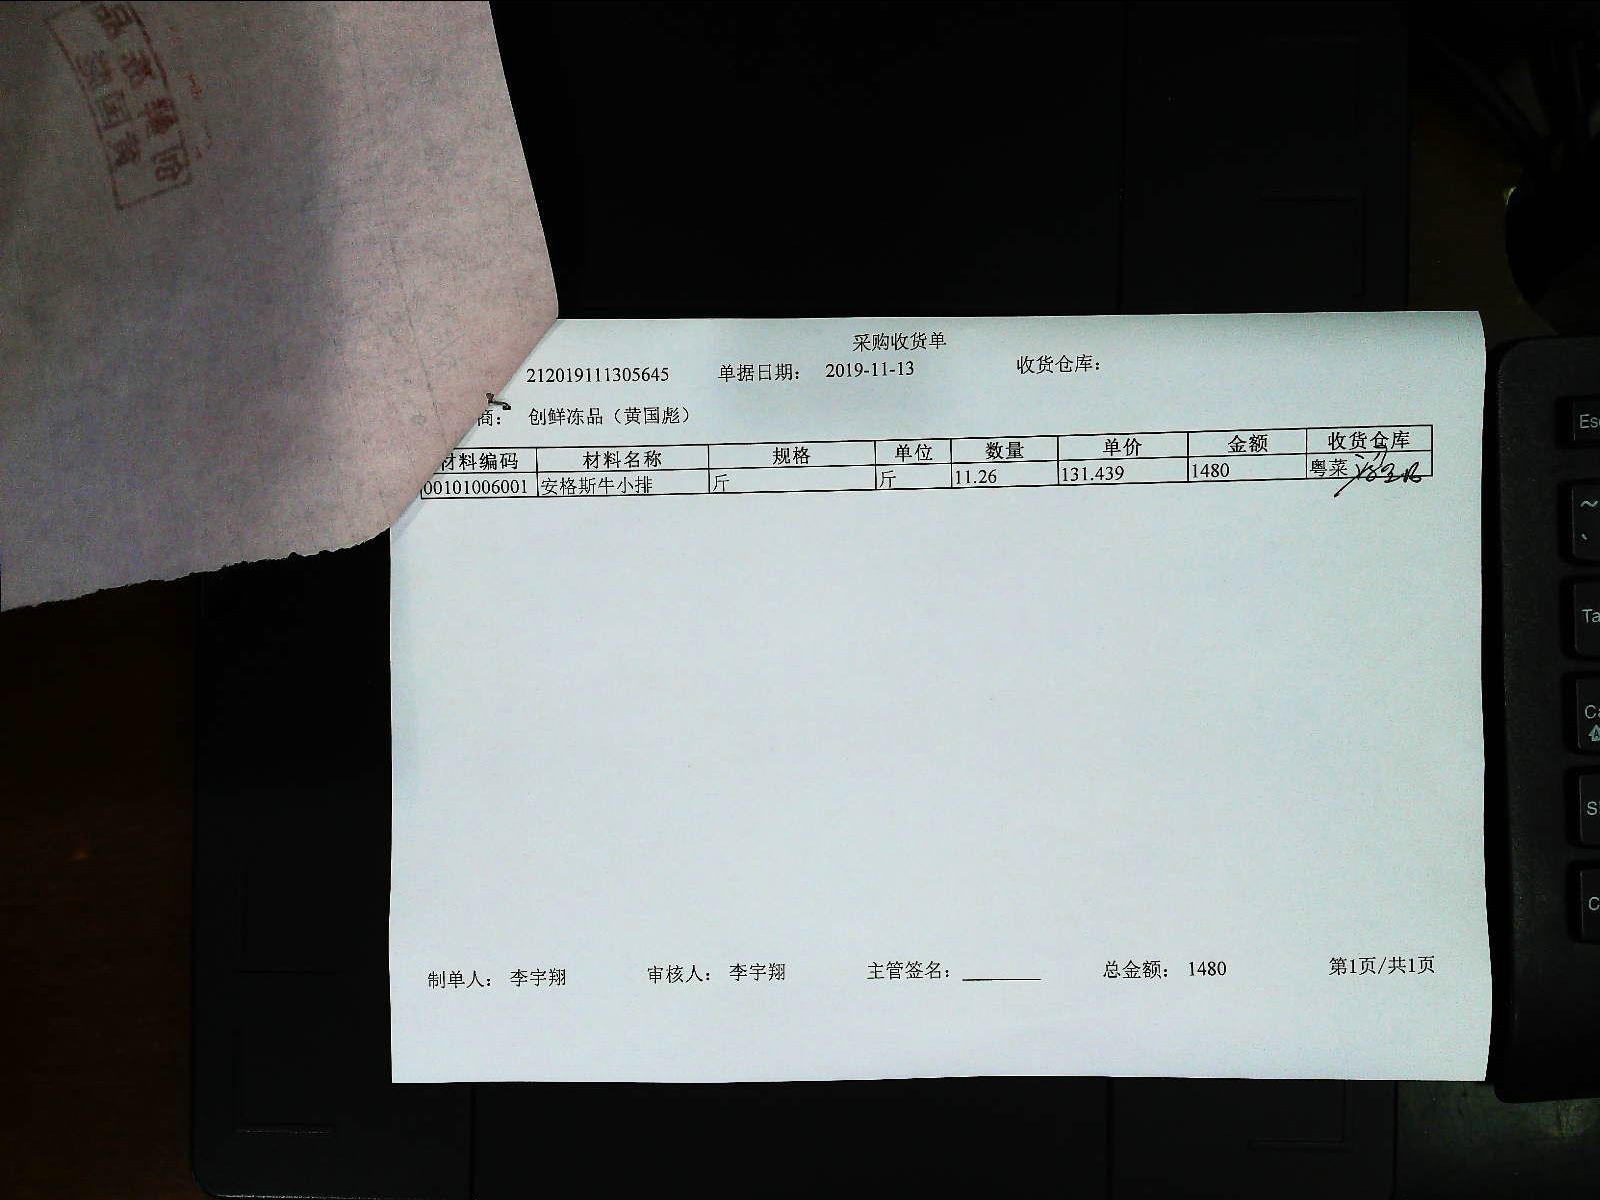 采购收货单
212019111305645 单据日期： 2019-11-13 收货仓库：
商： 创鲜冻品（黄国彪）
材料编码 材料名称 规格 单位 数量 单价 金额 收货仓库
00101006001 安格斯牛小排 斤 斤 11.26 131.439 1480 粤菜
制单人： 李宇翔 审核人： 李宇翔 主管签名： 总金额： 1480 第1页/共1页
Esc
~
Ta
Ca
S
C